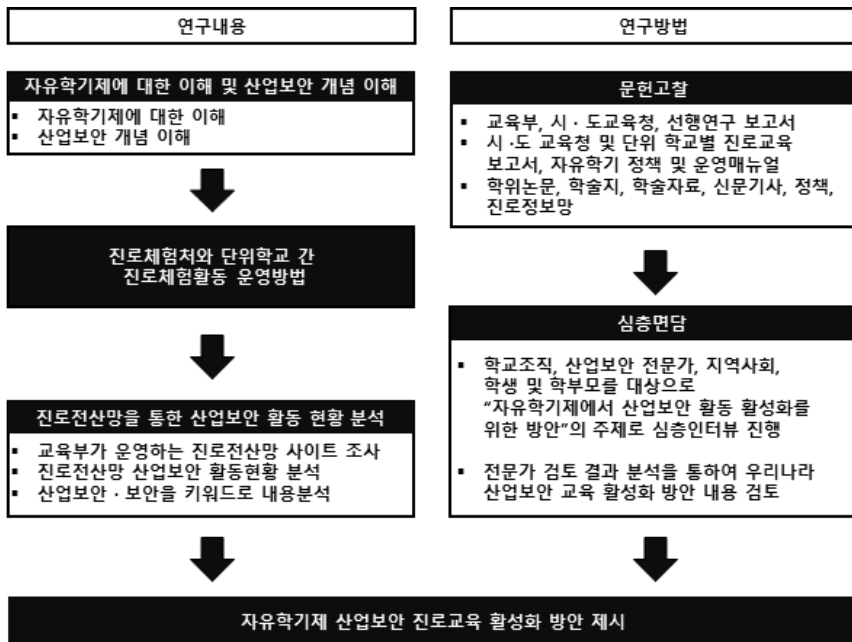 연구내용
자유학기제에 대한 이해 및 산업보안 개념 이해
▪ 자유학기제에 대한 이해
▪ 산업보안 개념 이해
진로체험처와 단위학교 간
진로체험활동 운영방법
진로전산망을 통한 산업보안 활동 현황 분석
▪ 교육부가 운영하는 진로전산망 사이트 조사
▪ 진로전산망 산업보안 활동현황 분석
▪ 산업보안 · 보안을 키워드로 내용분석
연구방법
문헌고찰
▪ 교육부, 시 · 도교육청, 선행연구 보고서
▪ 시 ·도 교육청 및 단위 학교별 진로교육
보고서, 자유학기 정책 및 운영매뉴얼
▪ 학위논문, 학술지, 학술자료, 신문기사, 정책,
진로정보망
심층면담
▪ 학교조직, 산업보안 전문가, 지역사회,
학생 및 학부모를 대상으로
“자유학기제에서 산업보안 활동 활성화를
위한 방안”의 주제로 심층인터뷰 진행
▪ 전문가 검토 결과 분석을 통하여 우리나라
산업보안 교육 활성화 방안 내용 검토
자유학기제 산업보안 진로교육 활성화 방안 제시